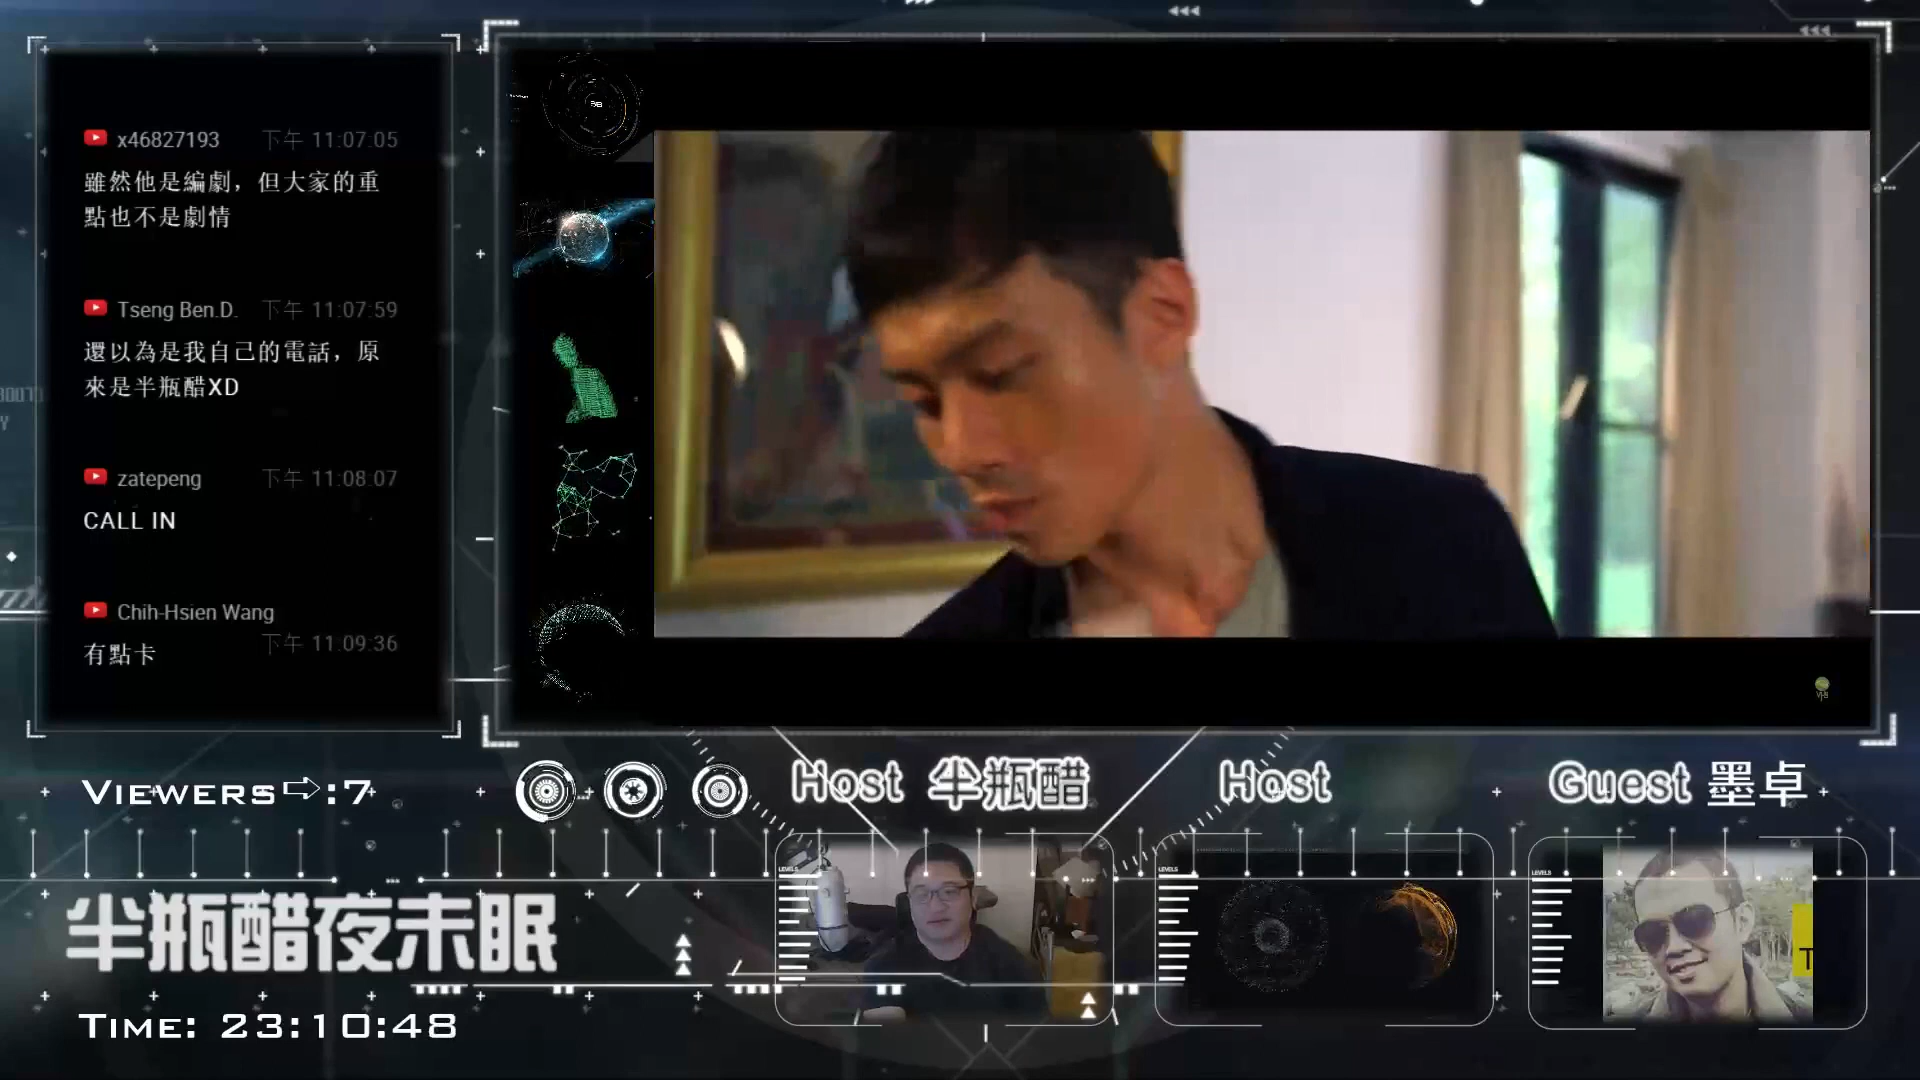 x46827193 下午 11:07:05
雖然他是編劇，但大家的重
點也不是劇情
Tseng Ben.D. 下午 11:07:59
還以為是我自己的電話，原
來是半瓶醋XD
zatepeng 下午 11:08:07
CALL IN
Chih-Hsien Wang
下午 11:09:36
有點卡
VIEWERS⇨:7
Host 半瓶醋
Host
Guest 墨卓
LEVELS
LEVELS
LEVELS
T
半瓶醋夜未眠
TIME: 23:10:48